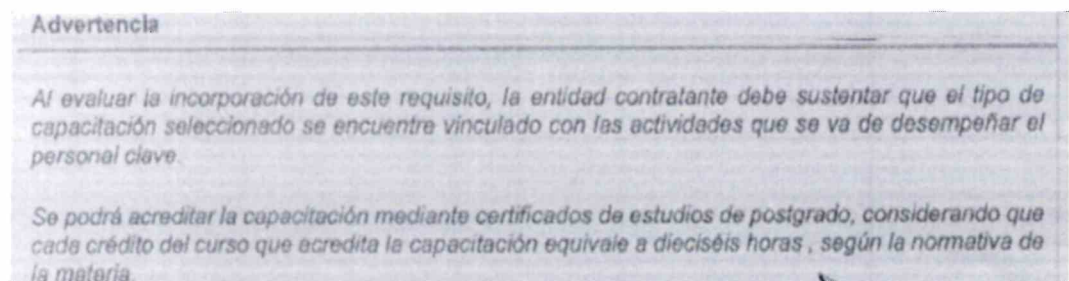 Advertencia
Al evaluar la incorporación de este requisito, la entidad contratante debe sustentar que el tipo de
capacitación seleccionado se encuentre vinculado con las actividades que se va de desempeñar el
personal clave.
Se podrá acreditar la capacitación mediante certificados de estudios de postgrado, considerando que
cada crédito del curso que acredita la capacitación equivale a dieciséis horas , según la normativa de
la materia.